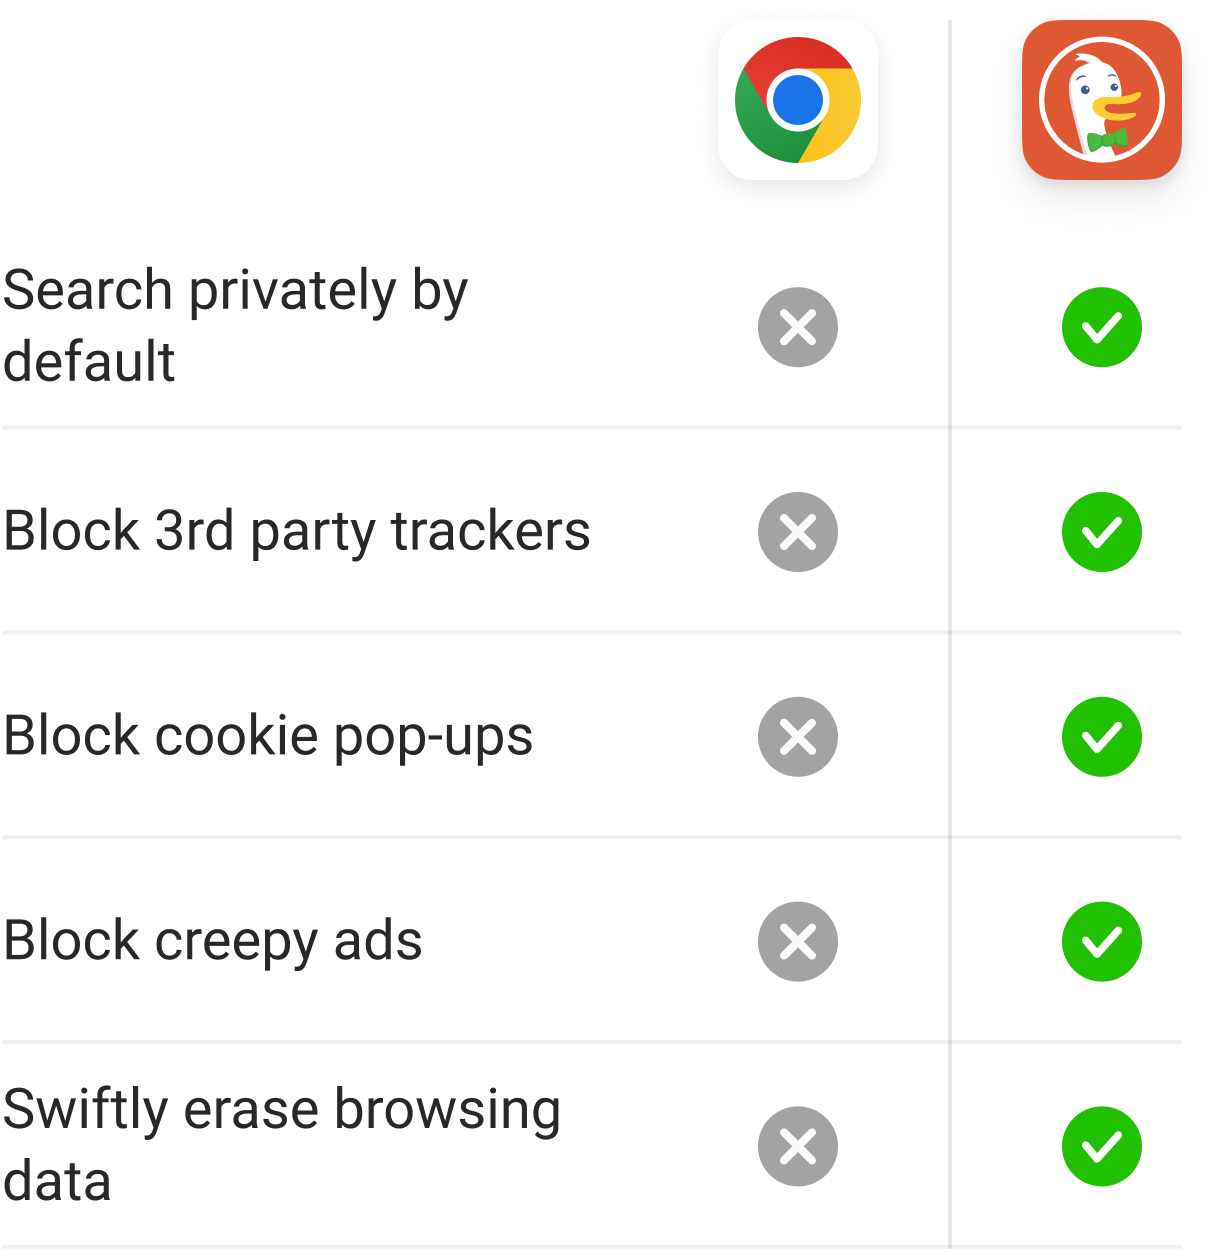 Search privately by
default
Block 3rd party trackers
Block cookie pop-ups
Block creepy ads
Swiftly erase browsing
data